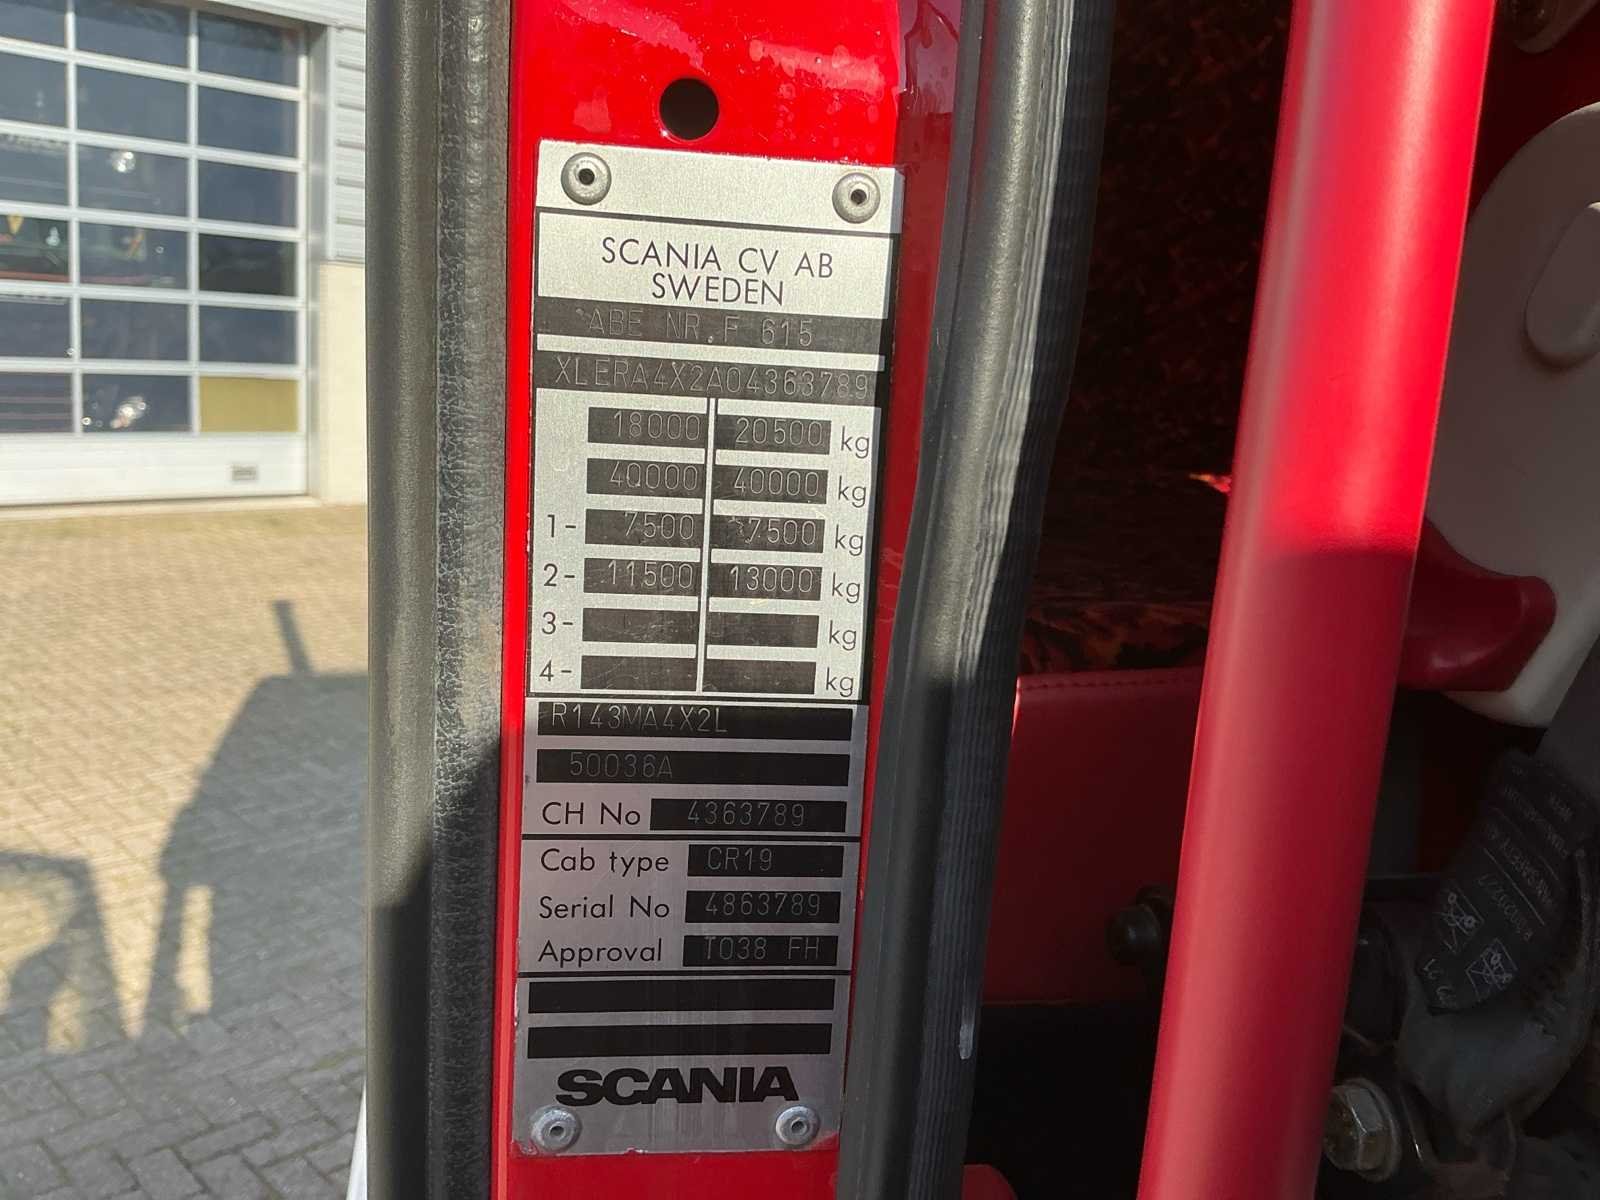 SCANIA CV AB
SWEDEN
ABE NR.F 615
XLERA4X2A04363789
18000 20500 kg
40000 40000 kg
1- 7500 7500 kg
2- 11500 13000 kg
3- kg
4- kg
R143MA4X2L
50036A
CH No 4363789
Cab type CR19
Serial No 4863789
Approval T038 FH
SCANIA